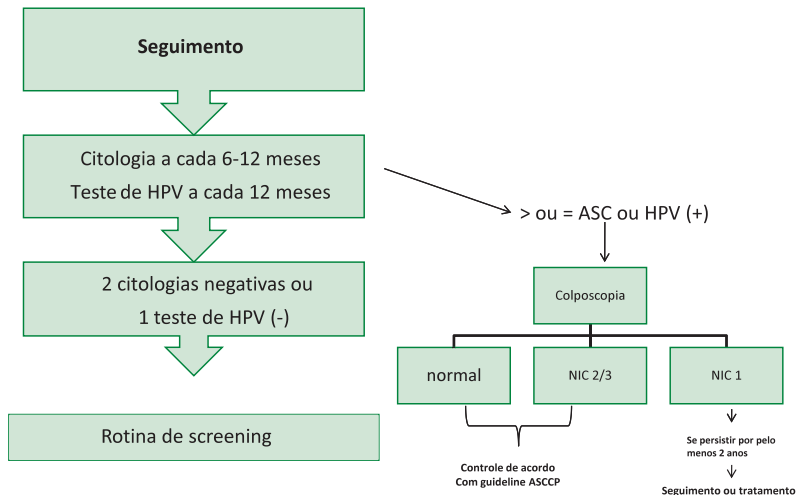 Seguimento
Citologia a cada 6-12 meses
Teste de HPV a cada 12 meses
2 citologias negativas ou
1 teste de HPV (-)
Rotina de screening
> ou = ASC ou HPV (+)
Colposcopia
normal
NIC 2/3
NIC 1
Controle de acordo
Com guideline ASCCP
Se persistir por pelo
menos 2 anos
Seguimento ou tratamento